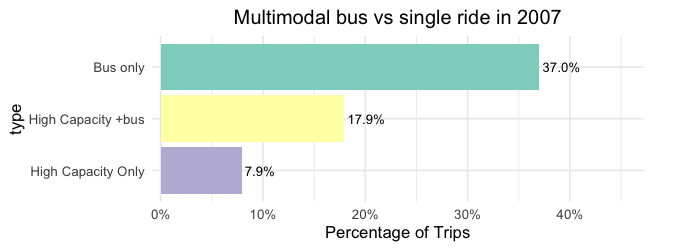 Multimodal bus vs single ride in 2007
type
Bus only
37.0%
High Capacity +bus
17.9%
High Capacity Only
7.9%
0%
10%
20%
30%
40%
Percentage of Trips